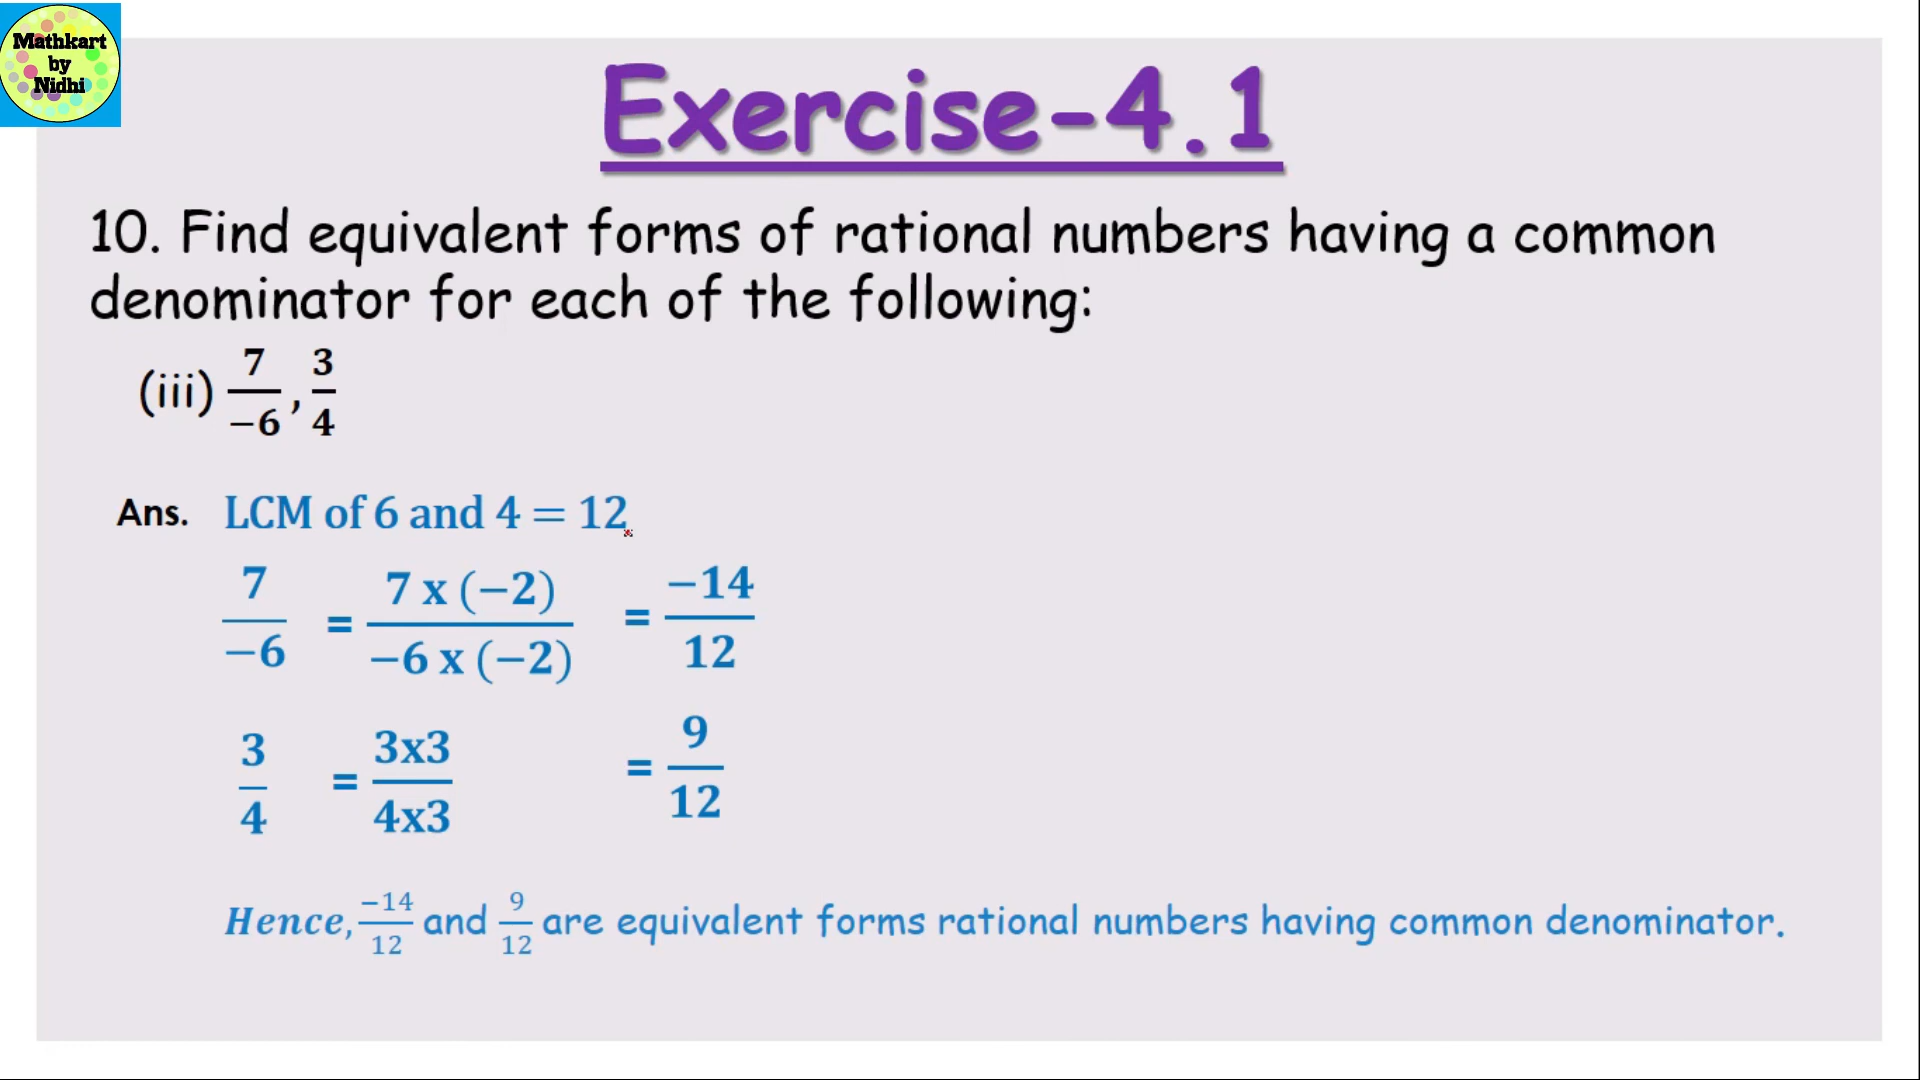 Mathkart
by
Nidhi
Exercise-4.1
10. Find equivalent forms of rational numbers having a common
denominator for each of the following:
(iii) 7/−6 , 3/4
Ans. LCM of 6 and 4 = 12
7/−6 = 7 x (−2)/−6 x (−2) = −14/12
3/4 = 3x3/4x3 = 9/12
Hence, −14/12 and 9/12 are equivalent forms rational numbers having common denominator.